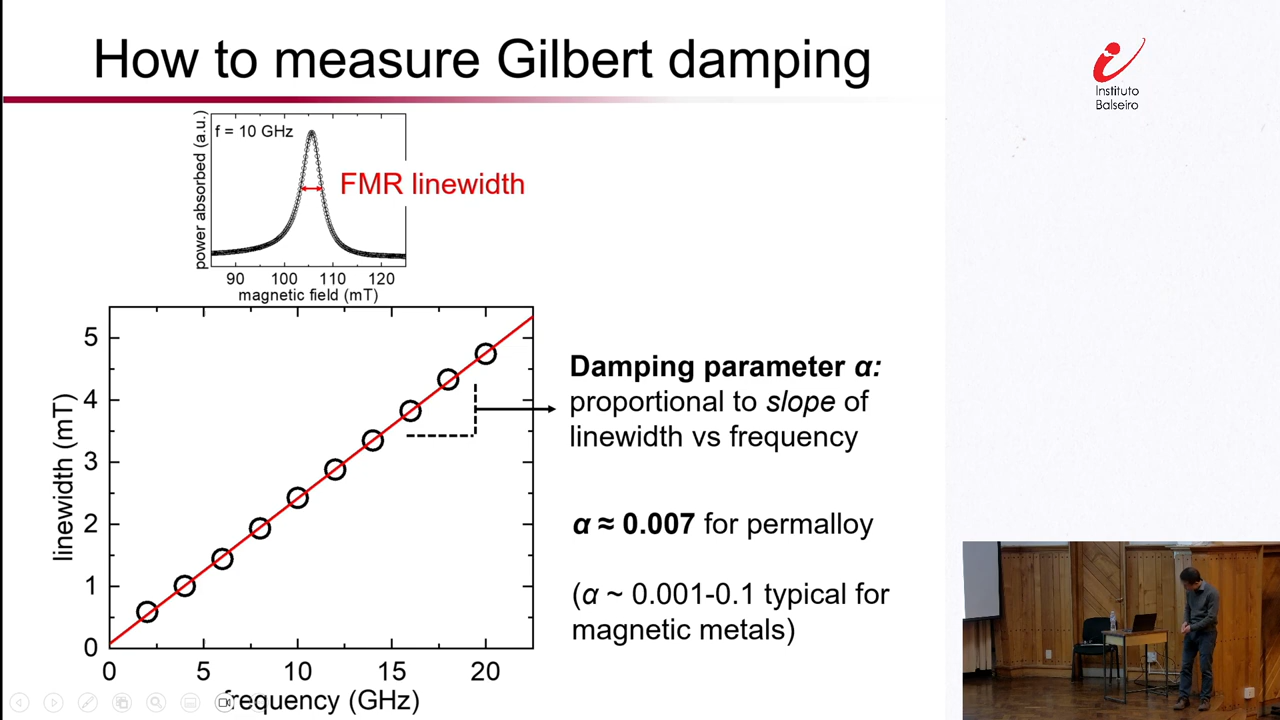 How to measure Gilbert damping
Instituto
Balseiro
power absorbed (a.u.)
f = 10 GHz
FMR linewidth
90 100 110 120
magnetic field (mT)
linewidth (mT)
5
4
3
2
1
0
0 5 10 15 20
frequency (GHz)
Damping parameter α:
proportional to slope of
linewidth vs frequency
α ≈ 0.007 for permalloy
(α ~ 0.001-0.1 typical for
magnetic metals)